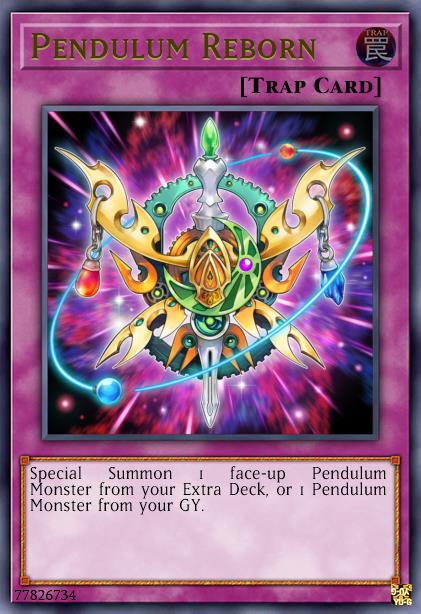 PENDULUM REBORN
TRAP
罠
[TRAP CARD]
Special Summon 1 face-up Pendulum
Monster from your Extra Deck, or 1 Pendulum
Monster from your GY.
77826734